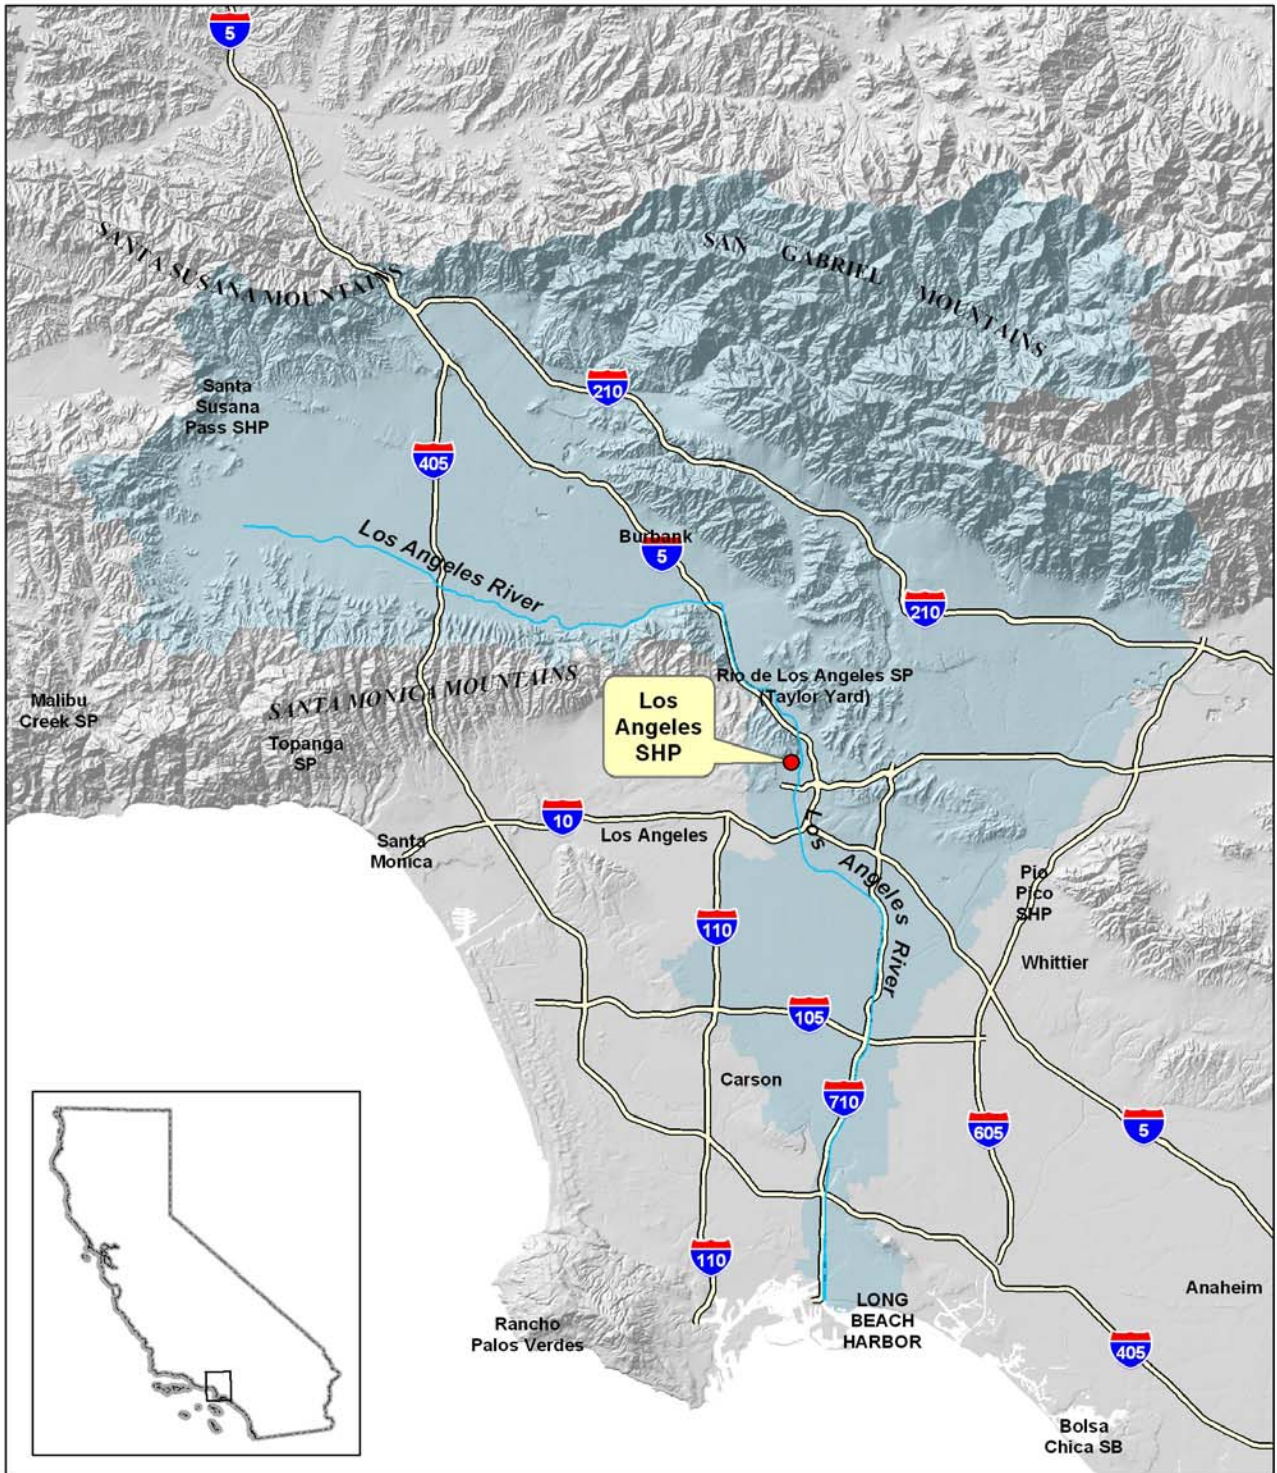 5
SANTA SUSANA MOUNTAINS
SAN GABRIEL MOUNTAINS
Santa
Susana
Pass SHP
210
405
Los Angeles River
Burbank
5
210
SANTA MONICA MOUNTAINS
Rio de Los Angeles SP
(Taylor Yard)
Malibu
Creek SP
Topanga
SP
Los
Angeles
SHP
10
Los Angeles
Santa
Monica
Los Angeles River
Pio
Pico
SHP
110
Whittier
105
Carson
710
605
5
110
Anaheim
LONG
BEACH
HARBOR
Rancho
Palos Verdes
405
Bolsa
Chica SB